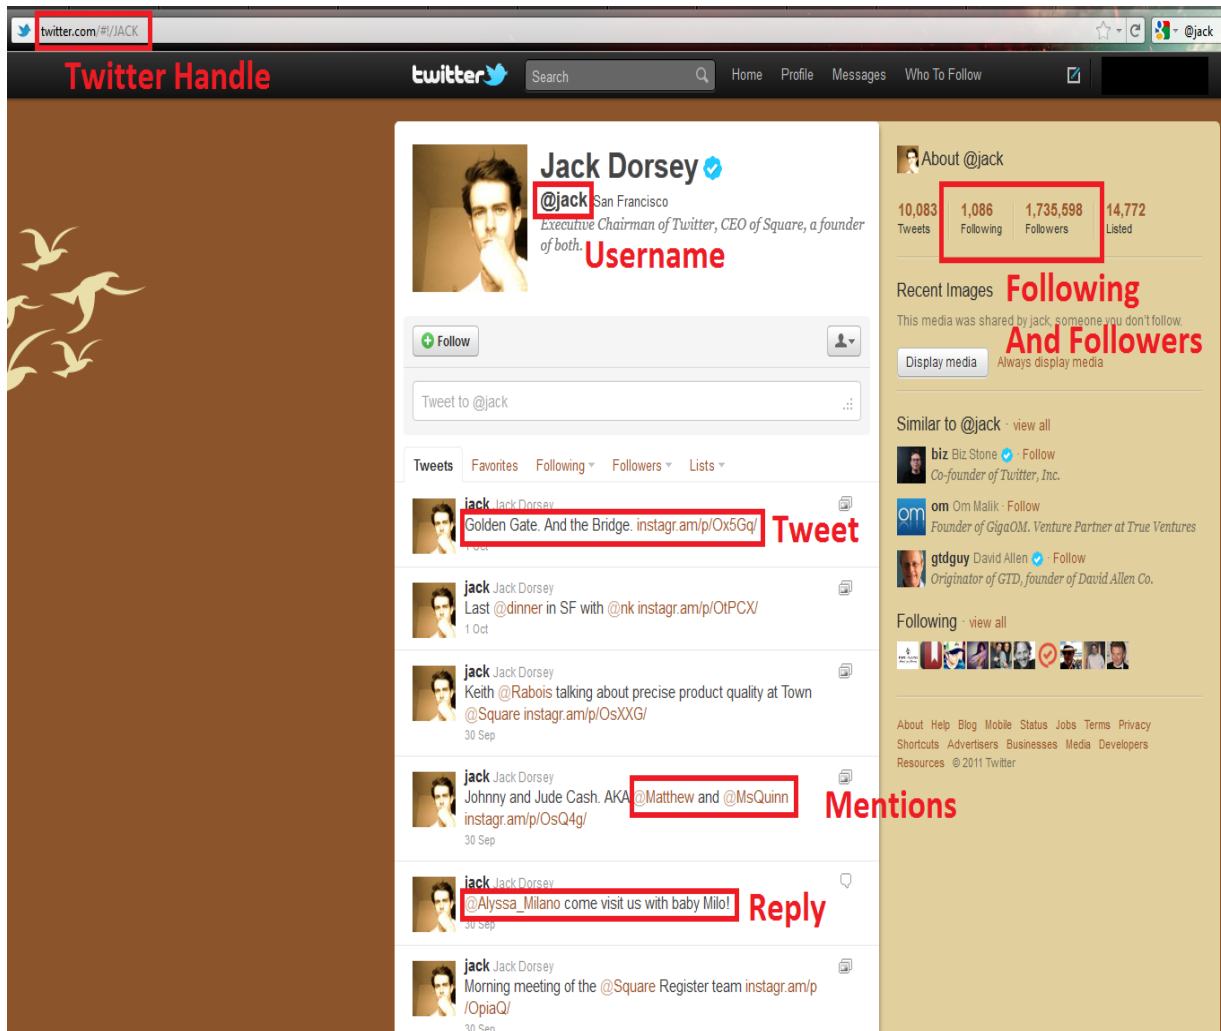 twitter.com/#!/JACK
@jack
Twitter Handle
twitter
Search
Home Profile Messages Who To Follow
Jack Dorsey
@jack San Francisco
Executive Chairman of Twitter, CEO of Square, a founder
of both.
Username
Follow
Tweet to @jack
Tweets Favorites Following Followers Lists
jack Jack Dorsey
Golden Gate. And the Bridge. instagr.am/p/Ox5Gq/
1 Oct
Tweet
jack Jack Dorsey
Last @dinner in SF with @nk instagr.am/p/OtPCX/
1 Oct
jack Jack Dorsey
Keith @Rabois talking about precise product quality at Town
@Square instagr.am/p/OsXXG/
30 Sep
jack Jack Dorsey
Johnny and Jude Cash. AKA @Matthew and @MsQuinn
instagr.am/p/OsQ4g/
30 Sep
Mentions
jack Jack Dorsey
@Alyssa_Milano come visit us with baby Milo!
30 Sep
Reply
jack Jack Dorsey
Morning meeting of the @Square Register team instagr.am/p
/OpiaQ/
30 Sep
About @jack
10,083 1,086 1,735,598 14,772
Tweets Following Followers Listed
Following
And Followers
Recent Images
This media was shared by jack, someone you don't follow.
Display media Always display media
Similar to @jack · view all
biz Biz Stone · Follow
Co-founder of Twitter, Inc.
om
om Om Malik · Follow
Founder of GigaOM. Venture Partner at True Ventures
gtdguy David Allen · Follow
Originator of GTD, founder of David Allen Co.
Following · view all
About Help Blog Mobile Status Jobs Terms Privacy
Shortcuts Advertisers Businesses Media Developers
Resources © 2011 Twitter